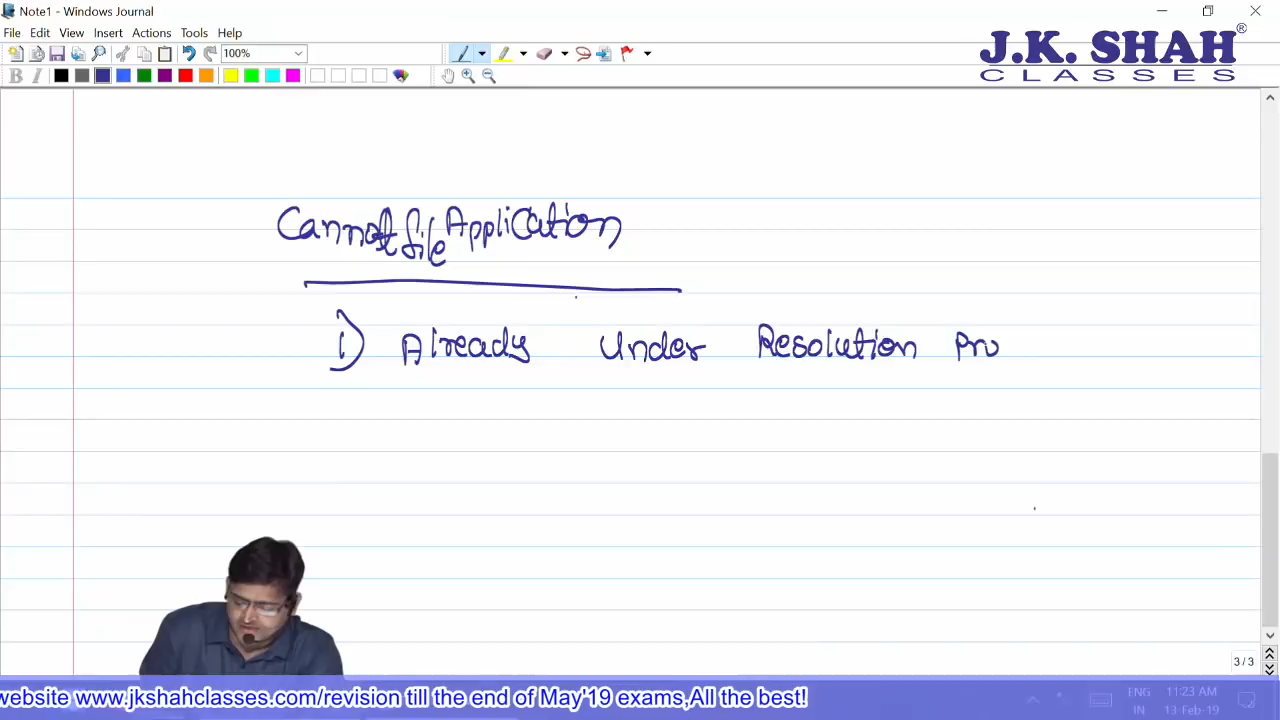 Note1 - Windows Journal
File Edit View Insert Actions Tools Help
100%
J.K. SHAH®
CLASSES
Cannot file Application
1) Already Under Resolution Pro
3 / 3
website www.jkshahclasses.com/revision till the end of May'19 exams,All the best!
ENG 11:23 AM
IN 13-Feb-19